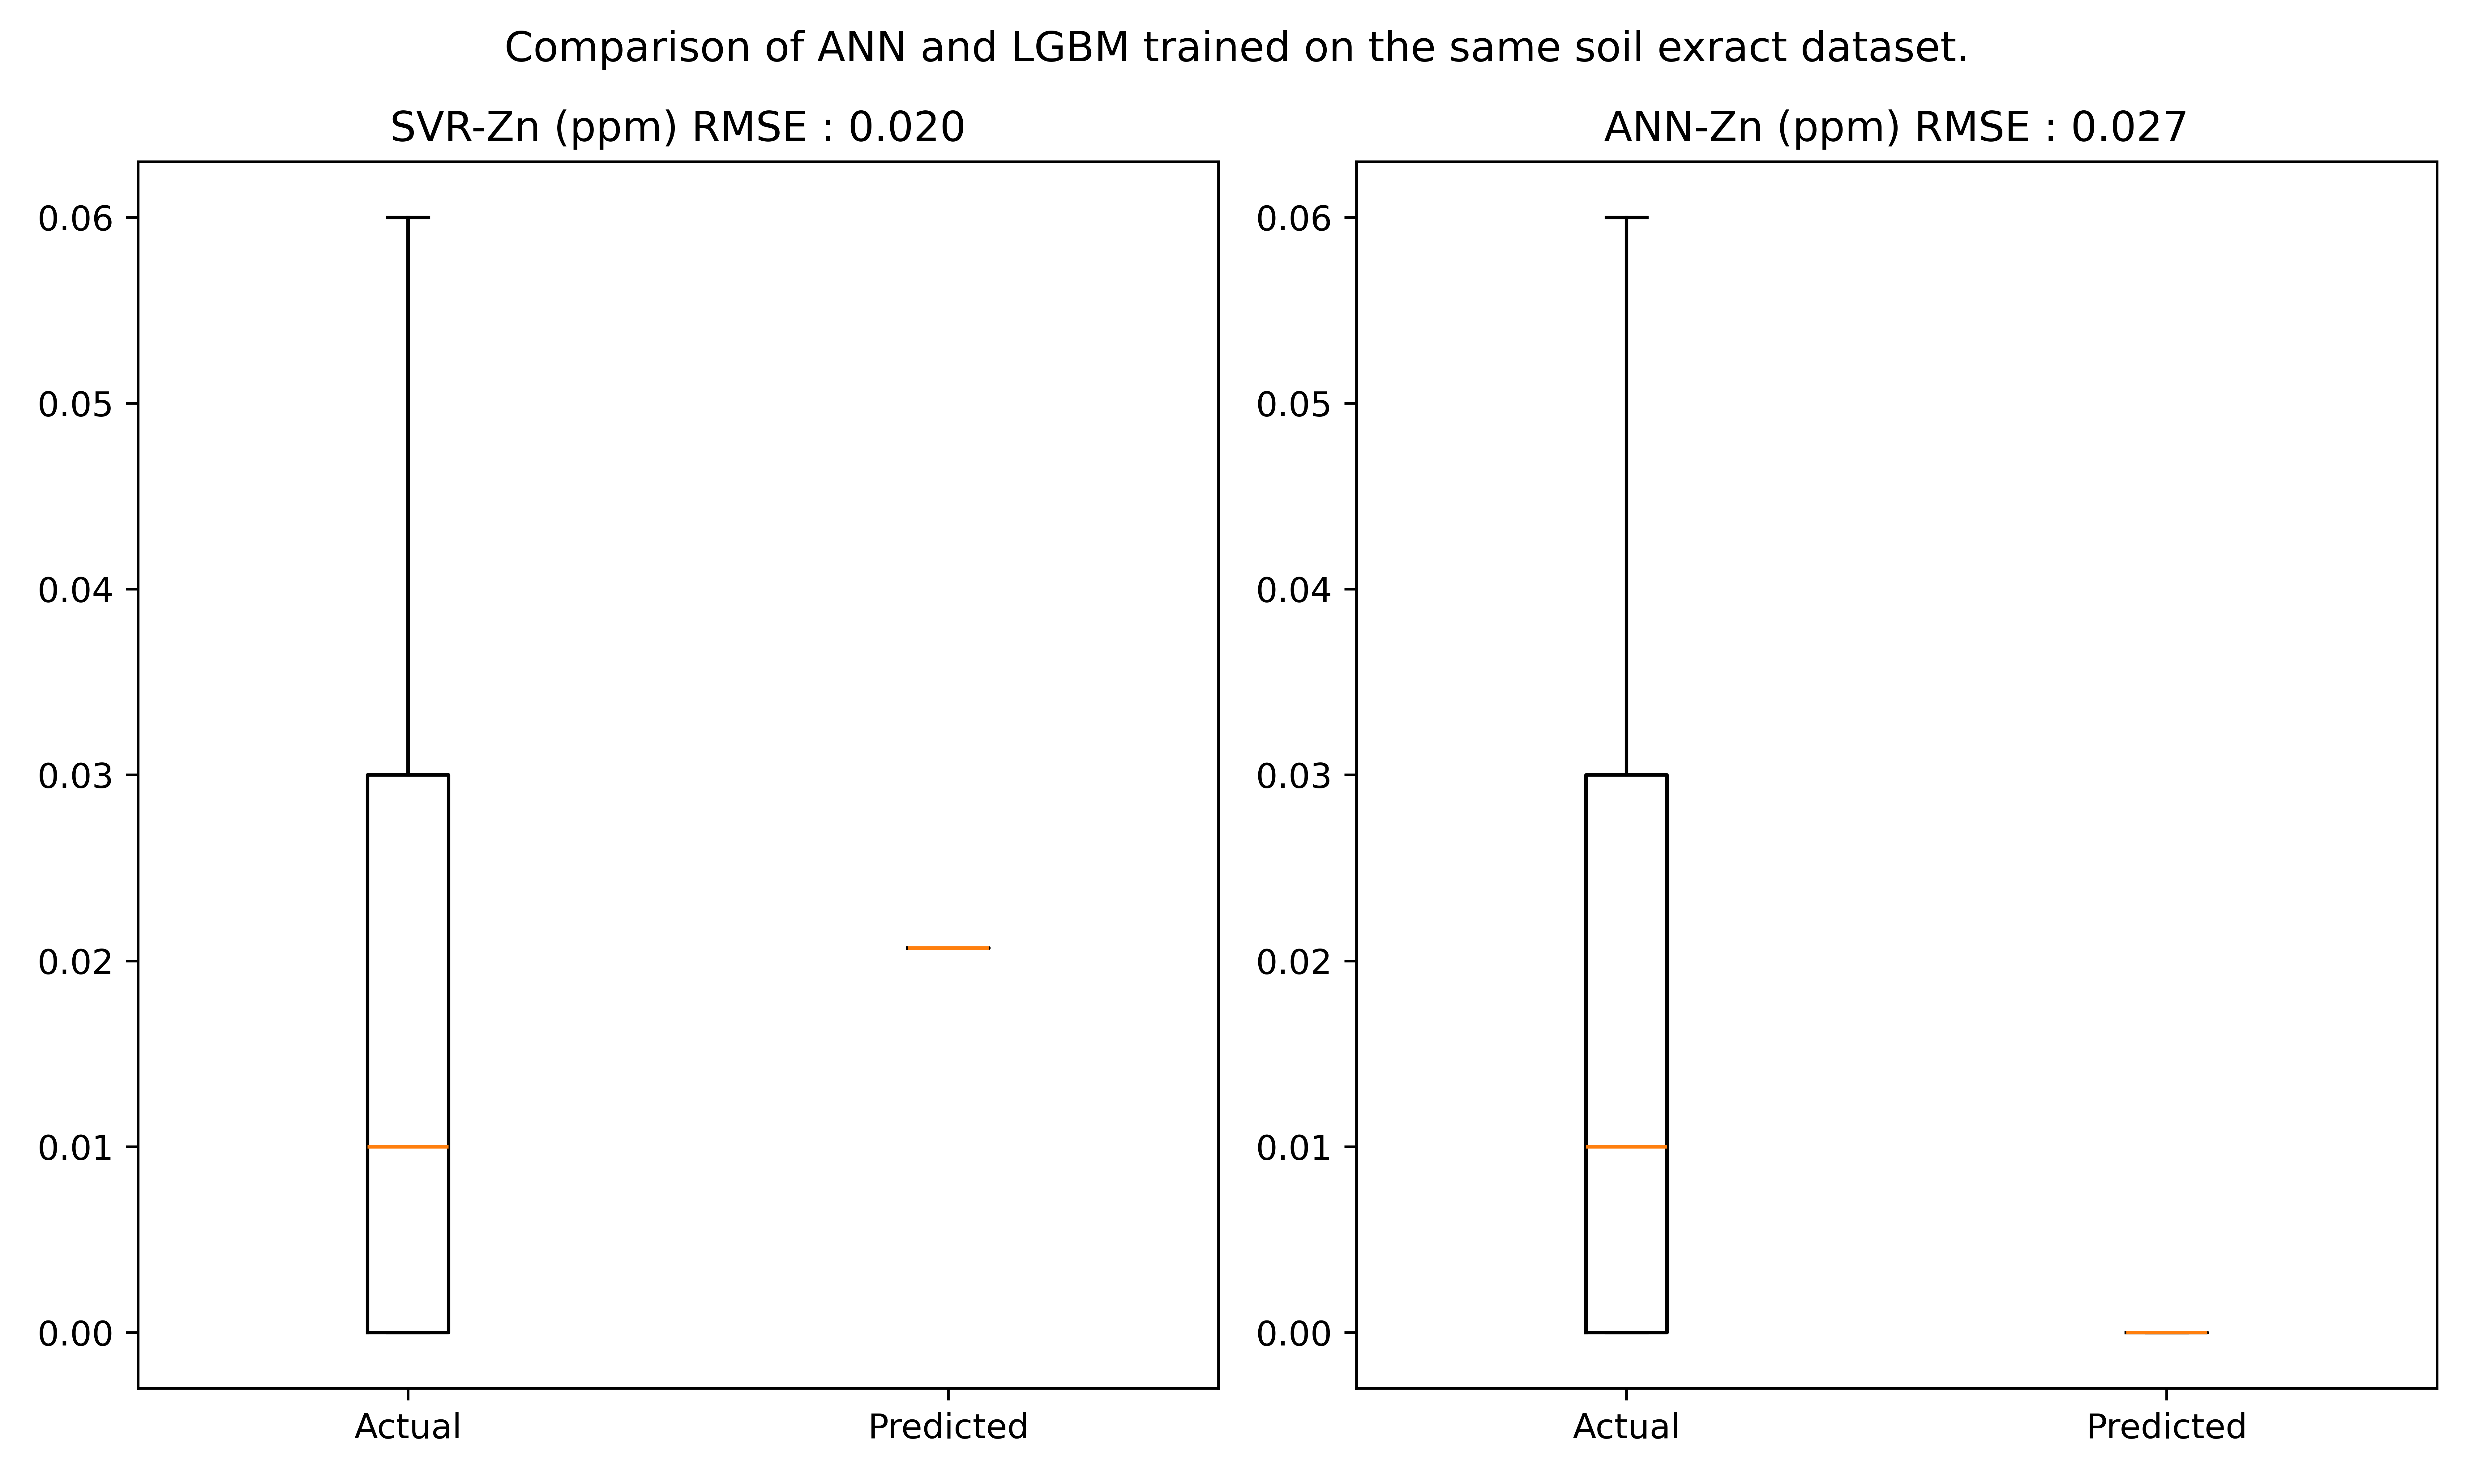 Comparison of ANN and LGBM trained on the same soil exract dataset.
SVR-Zn (ppm) RMSE : 0.020
0.06
0.05
0.04
0.03
0.02
0.01
0.00
Actual
Predicted
ANN-Zn (ppm) RMSE : 0.027
0.06
0.05
0.04
0.03
0.02
0.01
0.00
Actual
Predicted